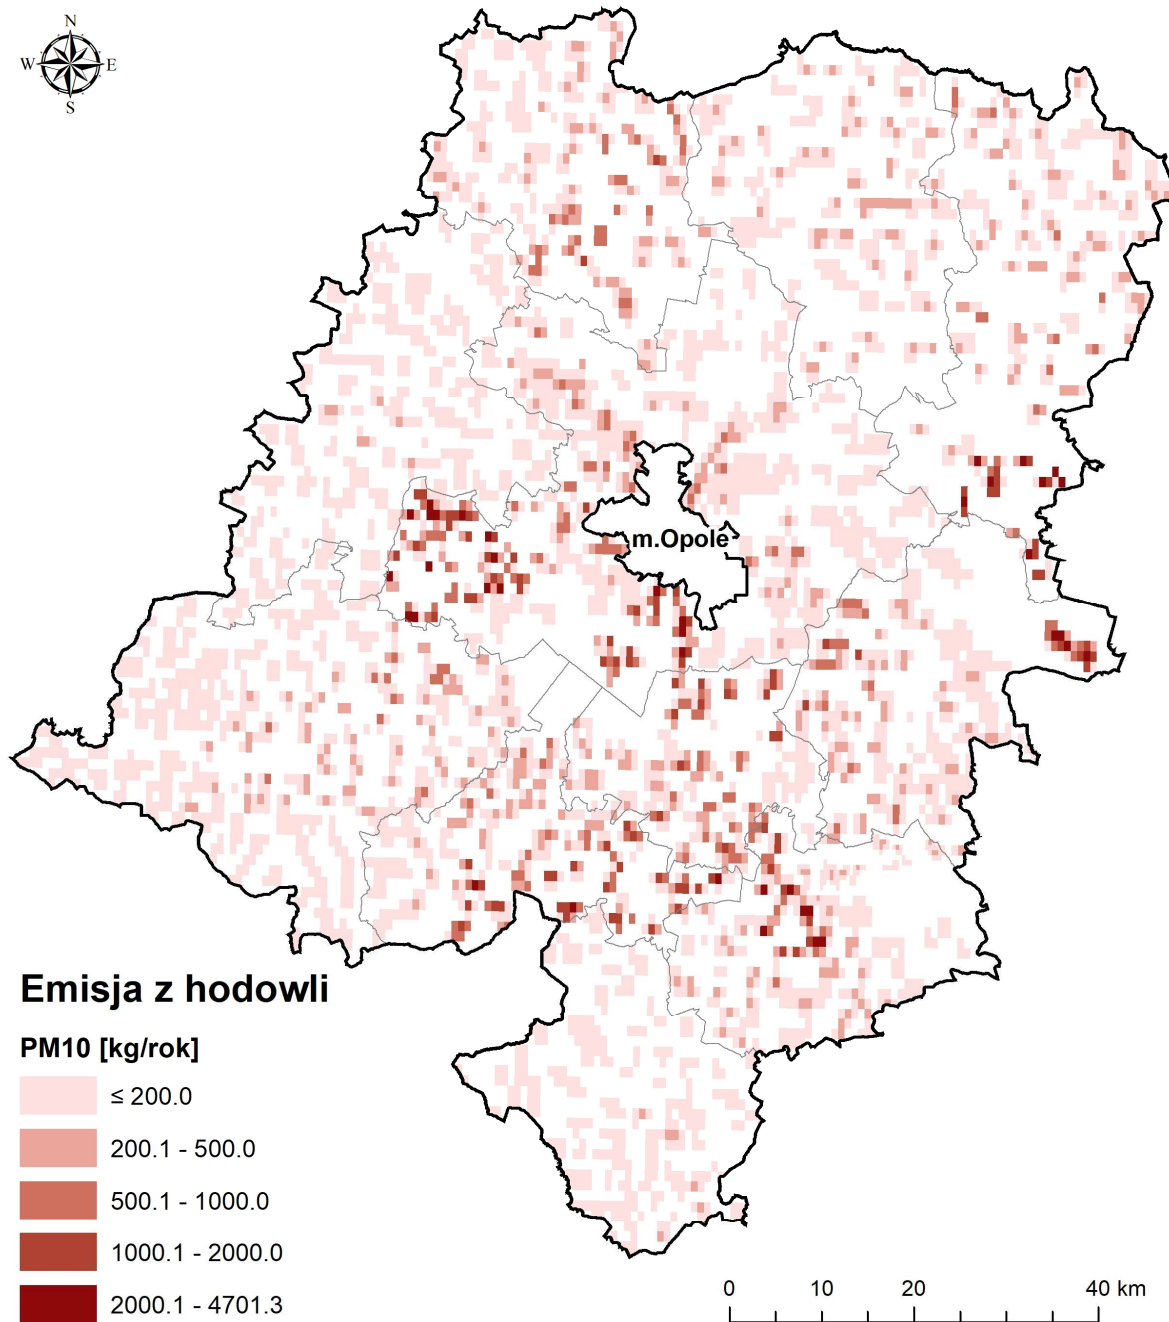 N
W E
S
m.Opole
Emisja z hodowli
PM10 [kg/rok]
≤ 200.0
200.1 - 500.0
500.1 - 1000.0
1000.1 - 2000.0
2000.1 - 4701.3
0 10 20 40 km